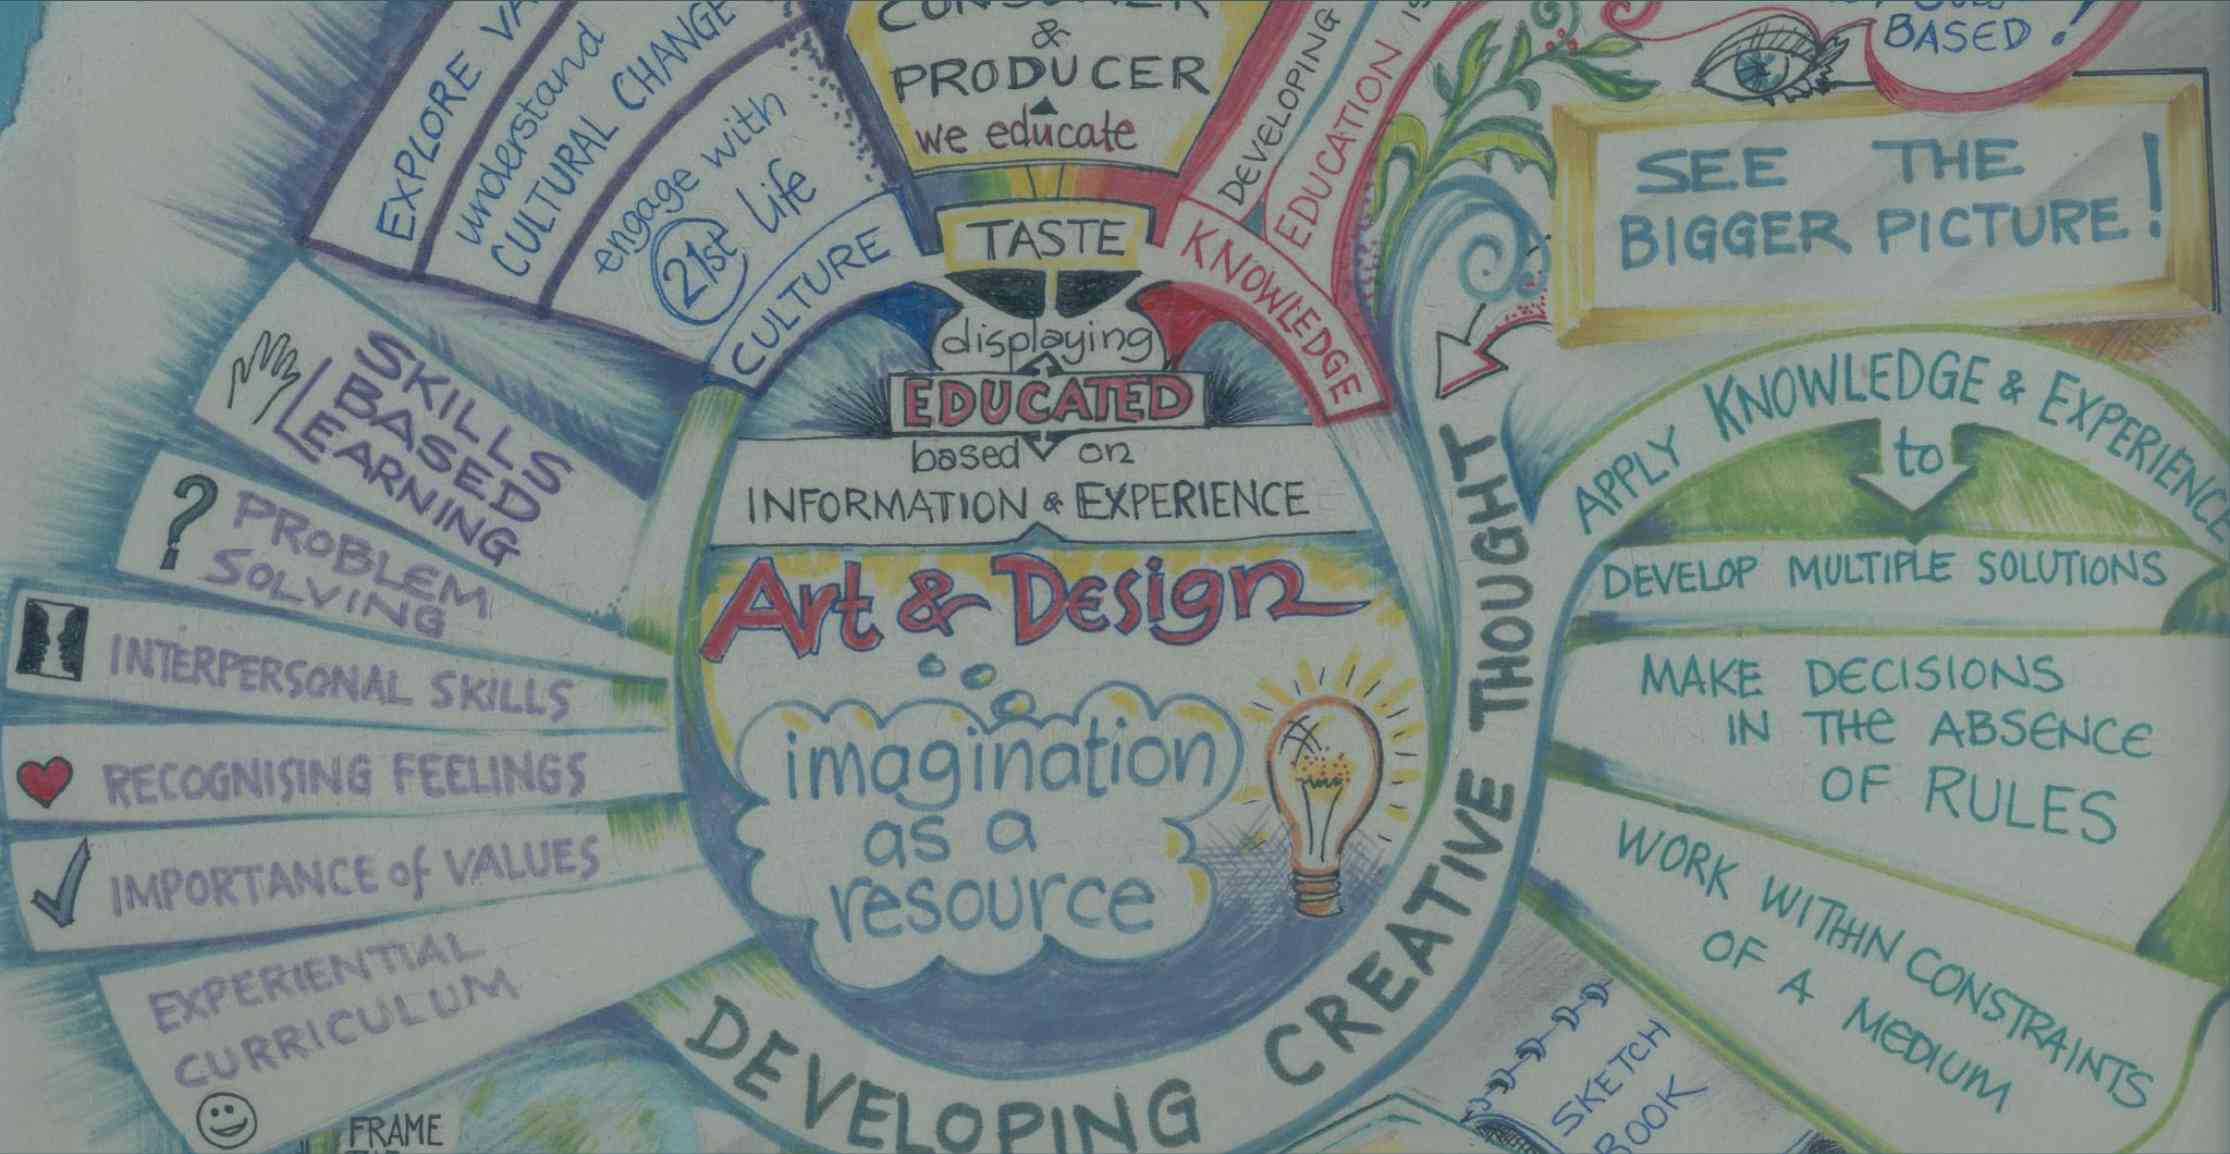 EXPLORE
understand
CULTURAL CHANGE
engage with
21st life
CULTURE
&
PRODUCER
we educate
TASTE
displaying
EDUCATED
based on
INFORMATION & EXPERIENCE
Art & Design
imagination
as a
resource
DEVELOPING
EDUCATION
KNOWLEDGE
BASED!
SEE THE
BIGGER PICTURE!
SKILLS
BASED
LEARNING
?
PROBLEM
SOLVING
INTERPERSONAL SKILLS
RECOGNISING FEELINGS
IMPORTANCE of VALUES
EXPERIENTIAL
CURRICULUM
FRAME
DEVELOPING CREATIVE THOUGHT
APPLY KNOWLEDGE & EXPERIENCE
to
DEVELOP MULTIPLE SOLUTIONS
MAKE DECISIONS
IN THE ABSENCE
OF RULES
WORK WITHIN CONSTRAINTS
OF A MEDIUM
SKETCH
BOOK